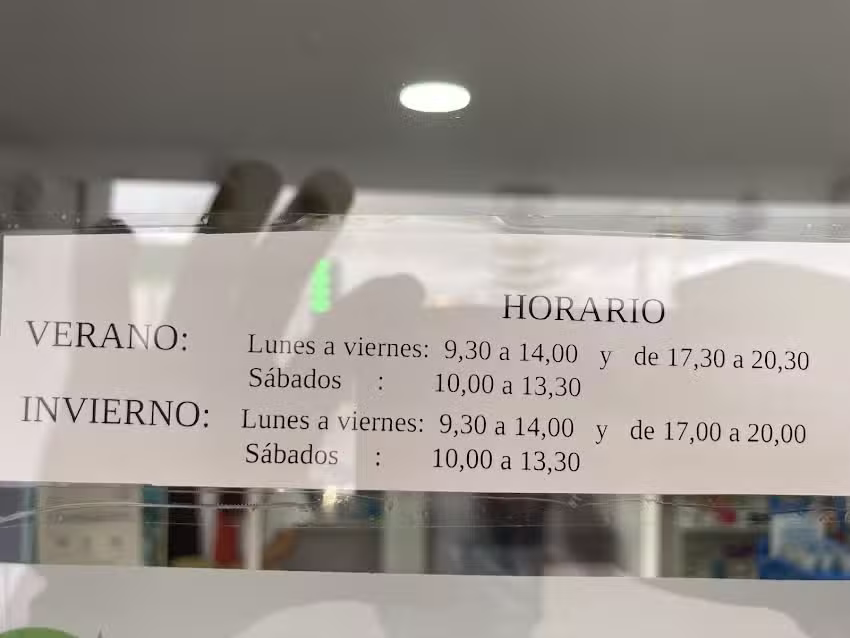 HORARIO
VERANO: Lunes a viernes: 9,30 a 14,00 y de 17,30 a 20,30
Sábados : 10,00 a 13,30
INVIERNO: Lunes a viernes: 9,30 a 14,00 y de 17,00 a 20,00
Sábados : 10,00 a 13,30